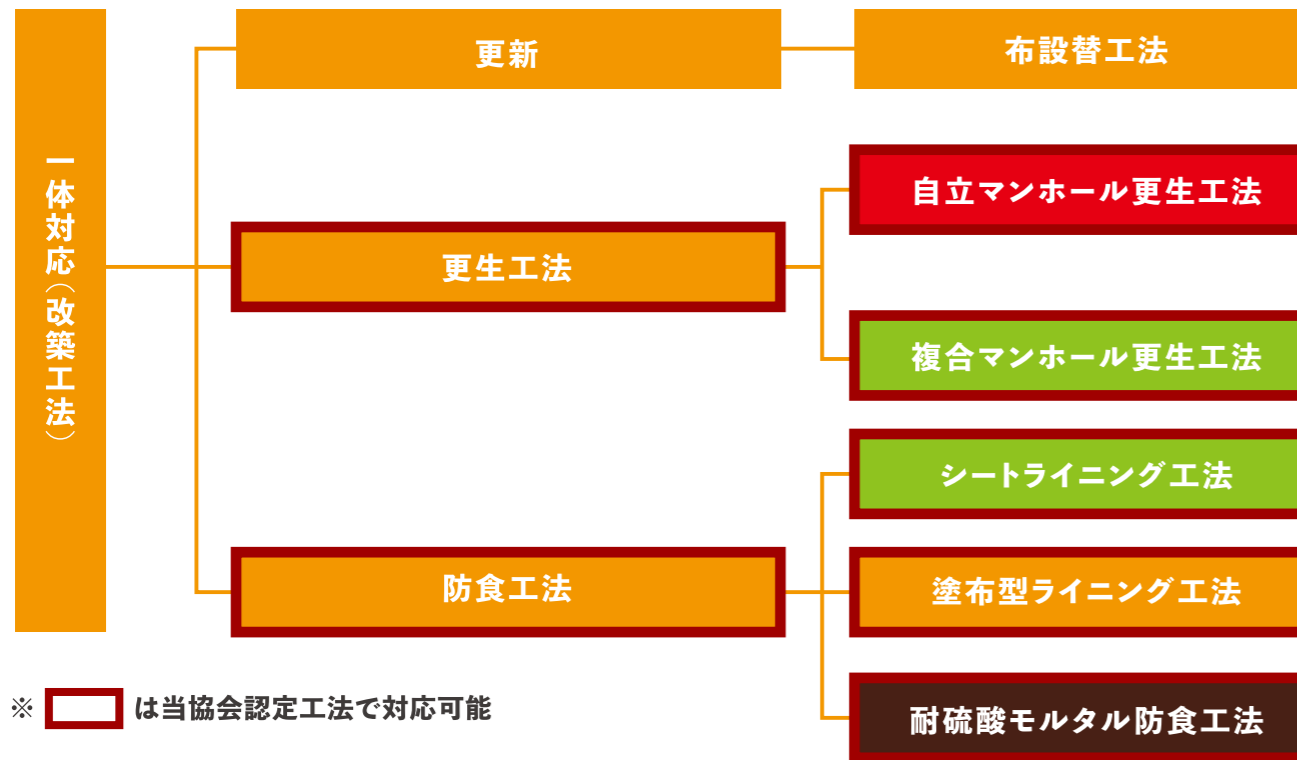 一体対応（改築工法）
更新
布設替工法
更生工法
自立マンホール更生工法
複合マンホール更生工法
防食工法
シートライニング工法
塗布型ライニング工法
耐硫酸モルタル防食工法
※ は当協会認定工法で対応可能